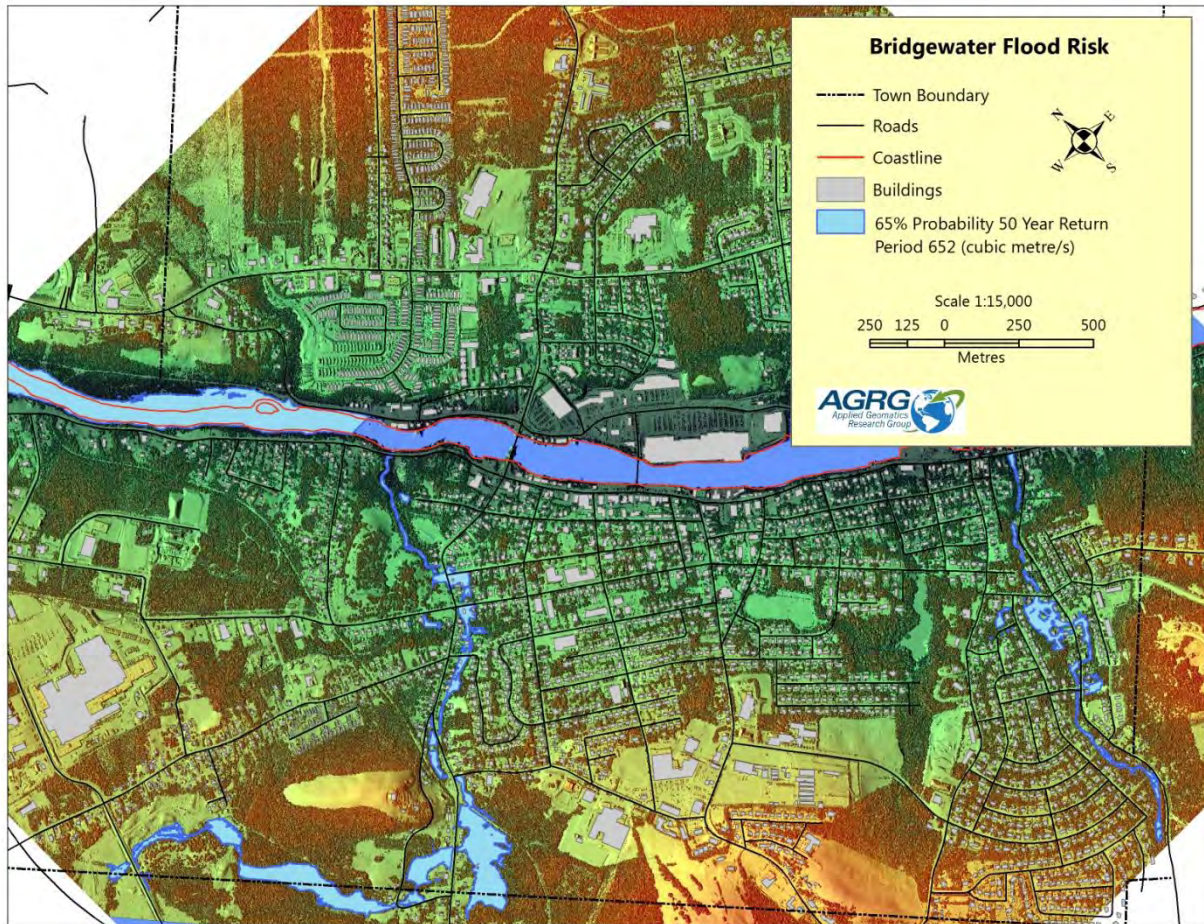 Bridgewater Flood Risk
Town Boundary
Roads
Coastline
Buildings
65% Probability 50 Year Return
Period 652 (cubic metre/s)
N
E
W
S
Scale 1:15,000
250 125 0 250 500
Metres
AGRG
Applied Geomatics
Research Group